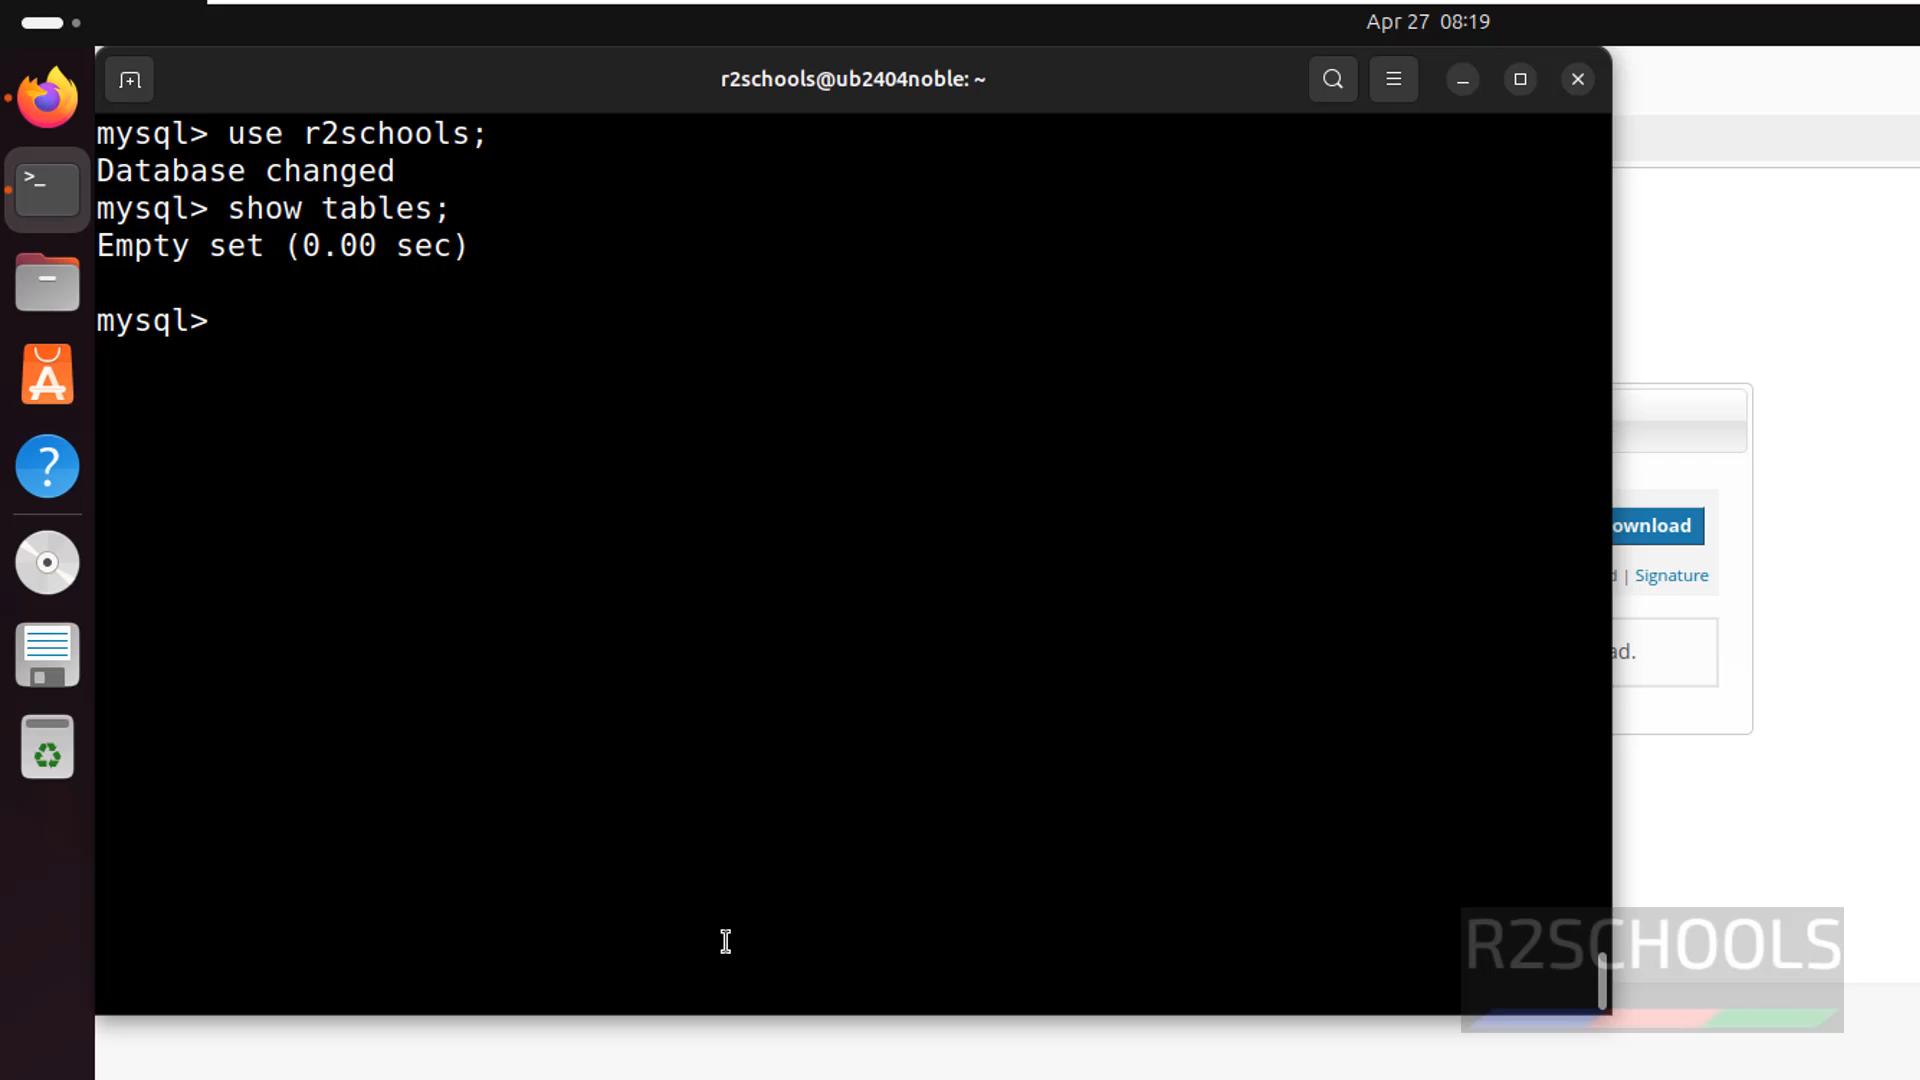 Apr 27 08:19
r2schools@ub2404noble: ~
mysql> use r2schools;
Database changed
mysql> show tables;
Empty set (0.00 sec)
mysql>
ownload
d | Signature
ad.
R2SCHOOLS